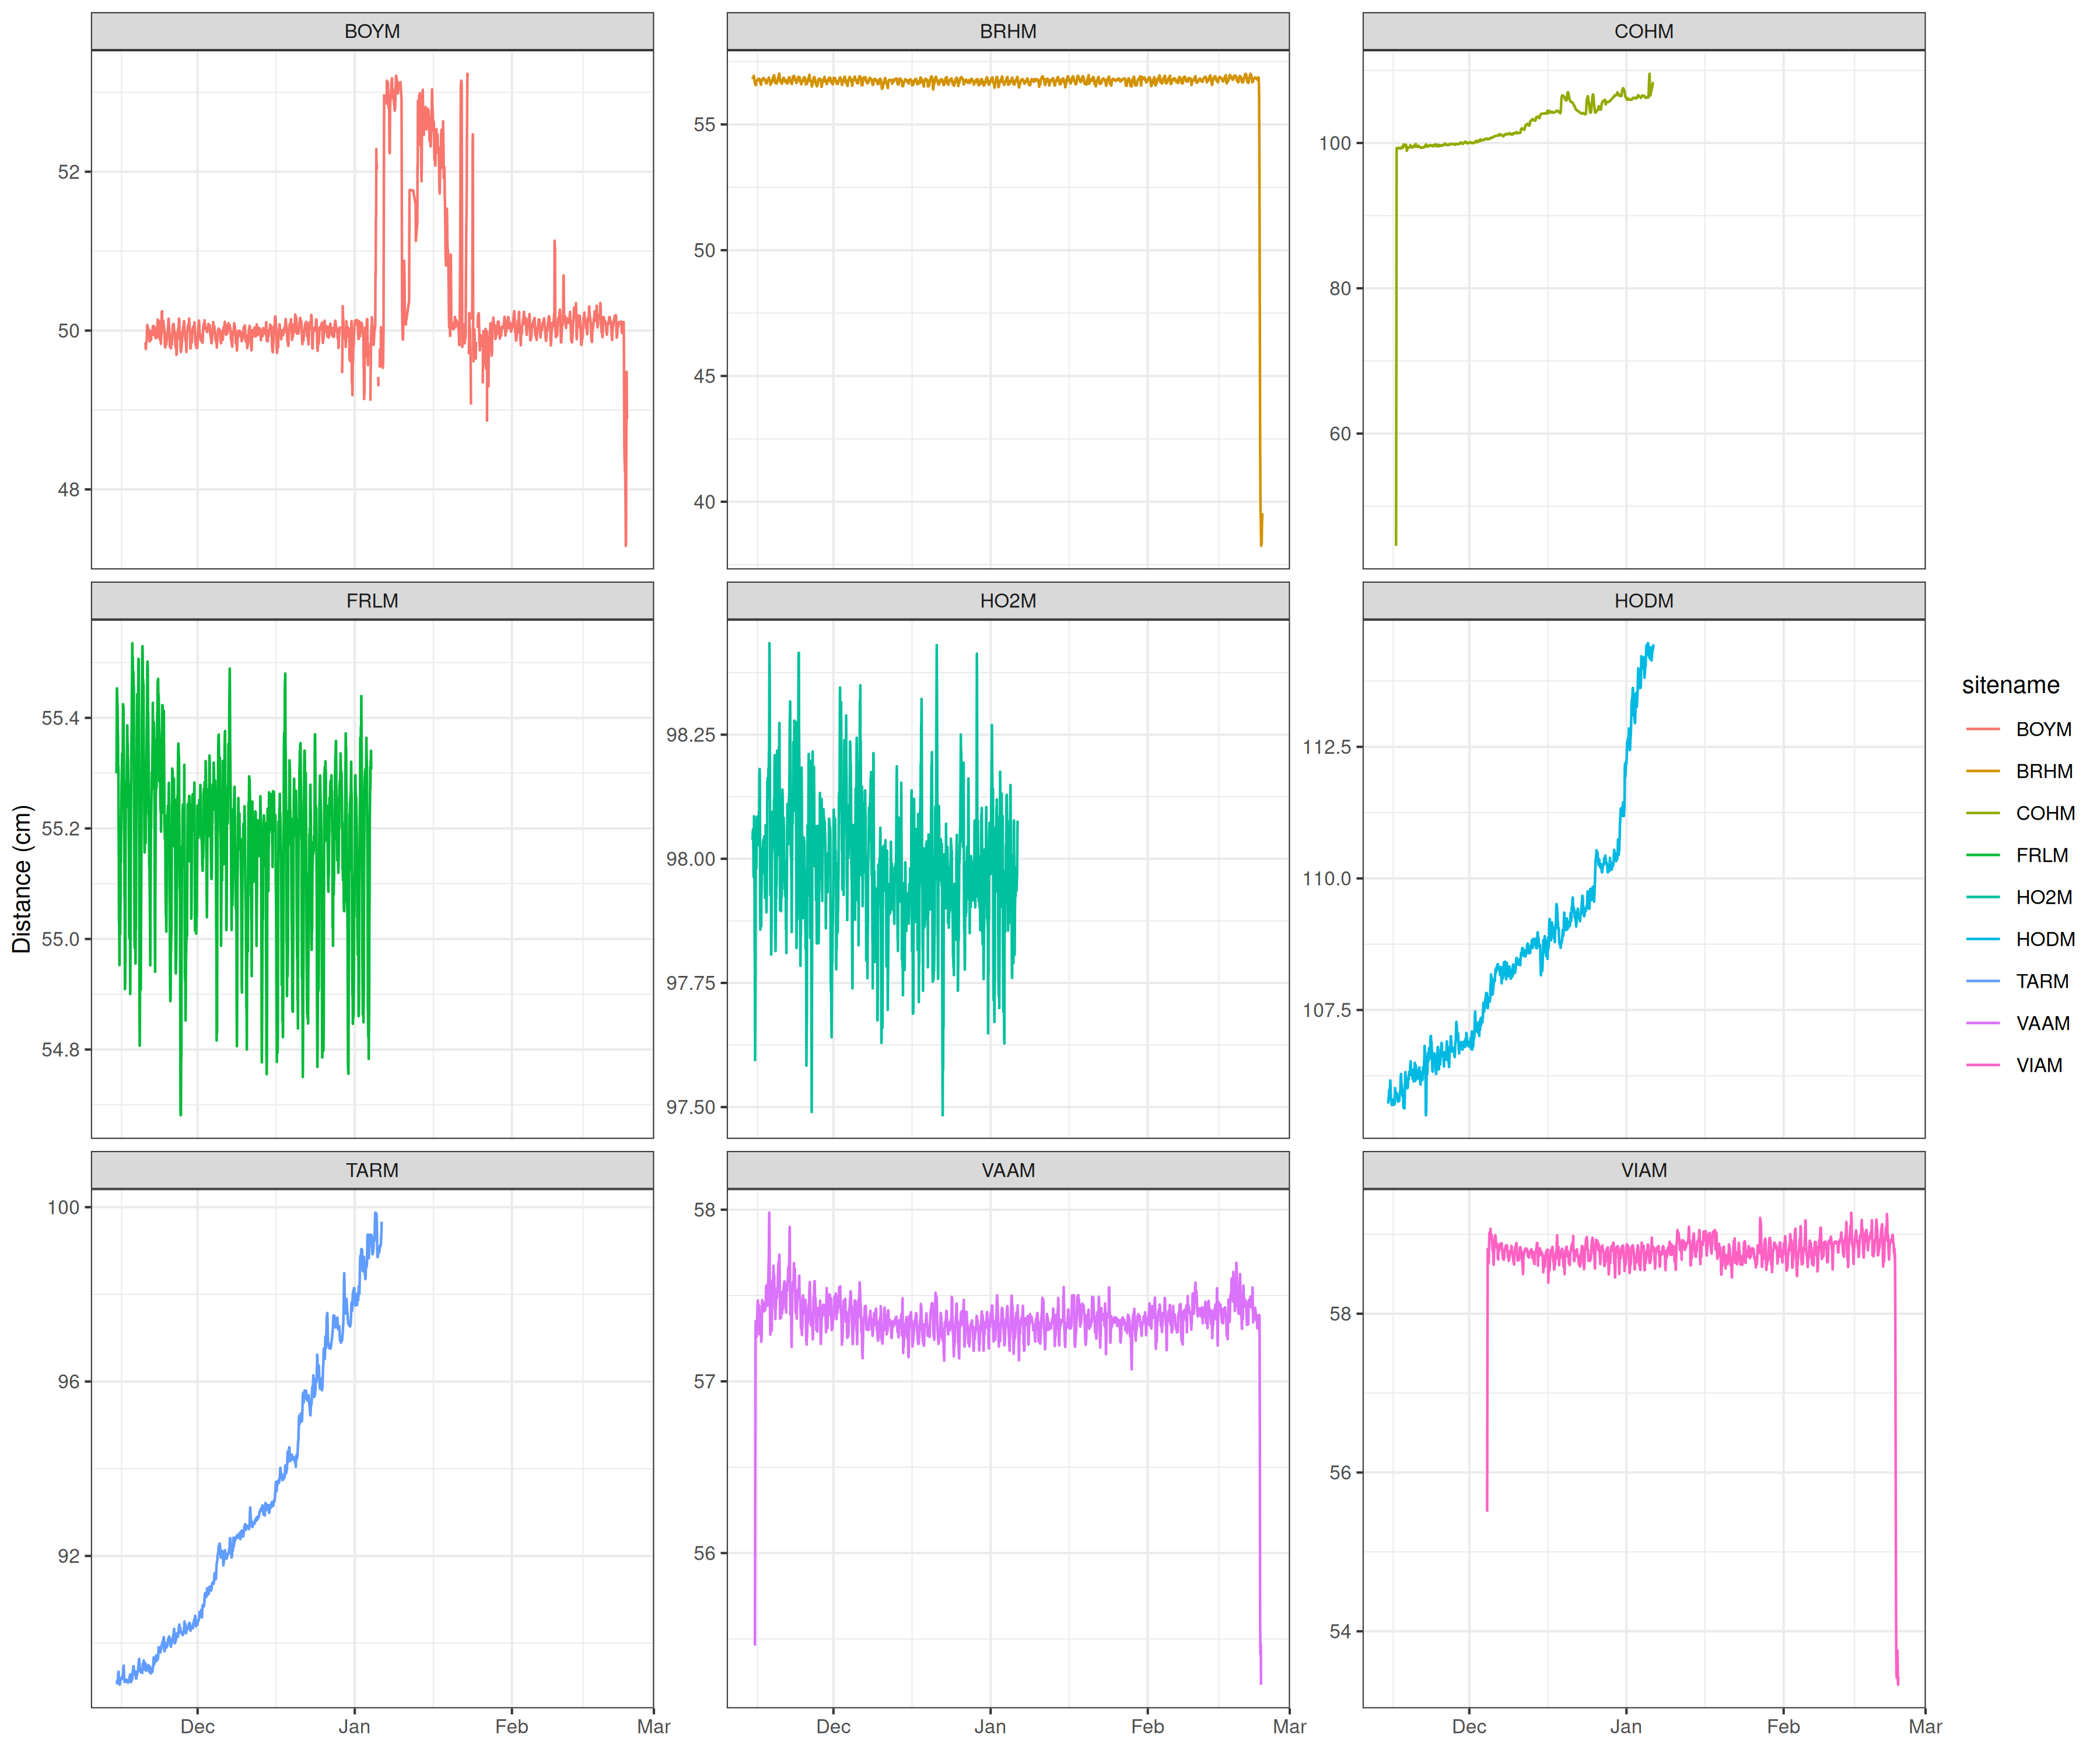 BOYM
BRHM
COHM
52
50
48
55
50
45
40
100
80
60
FRLM
HO2M
HODM
Distance (cm)
55.4
55.2
55.0
54.8
98.25
98.00
97.75
97.50
112.5
110.0
107.5
TARM
VAAM
VIAM
100
96
92
58
57
56
58
56
54
Dec Jan Feb Mar
Dec Jan Feb Mar
Dec Jan Feb Mar
sitename
BOYM
BRHM
COHM
FRLM
HO2M
HODM
TARM
VAAM
VIAM